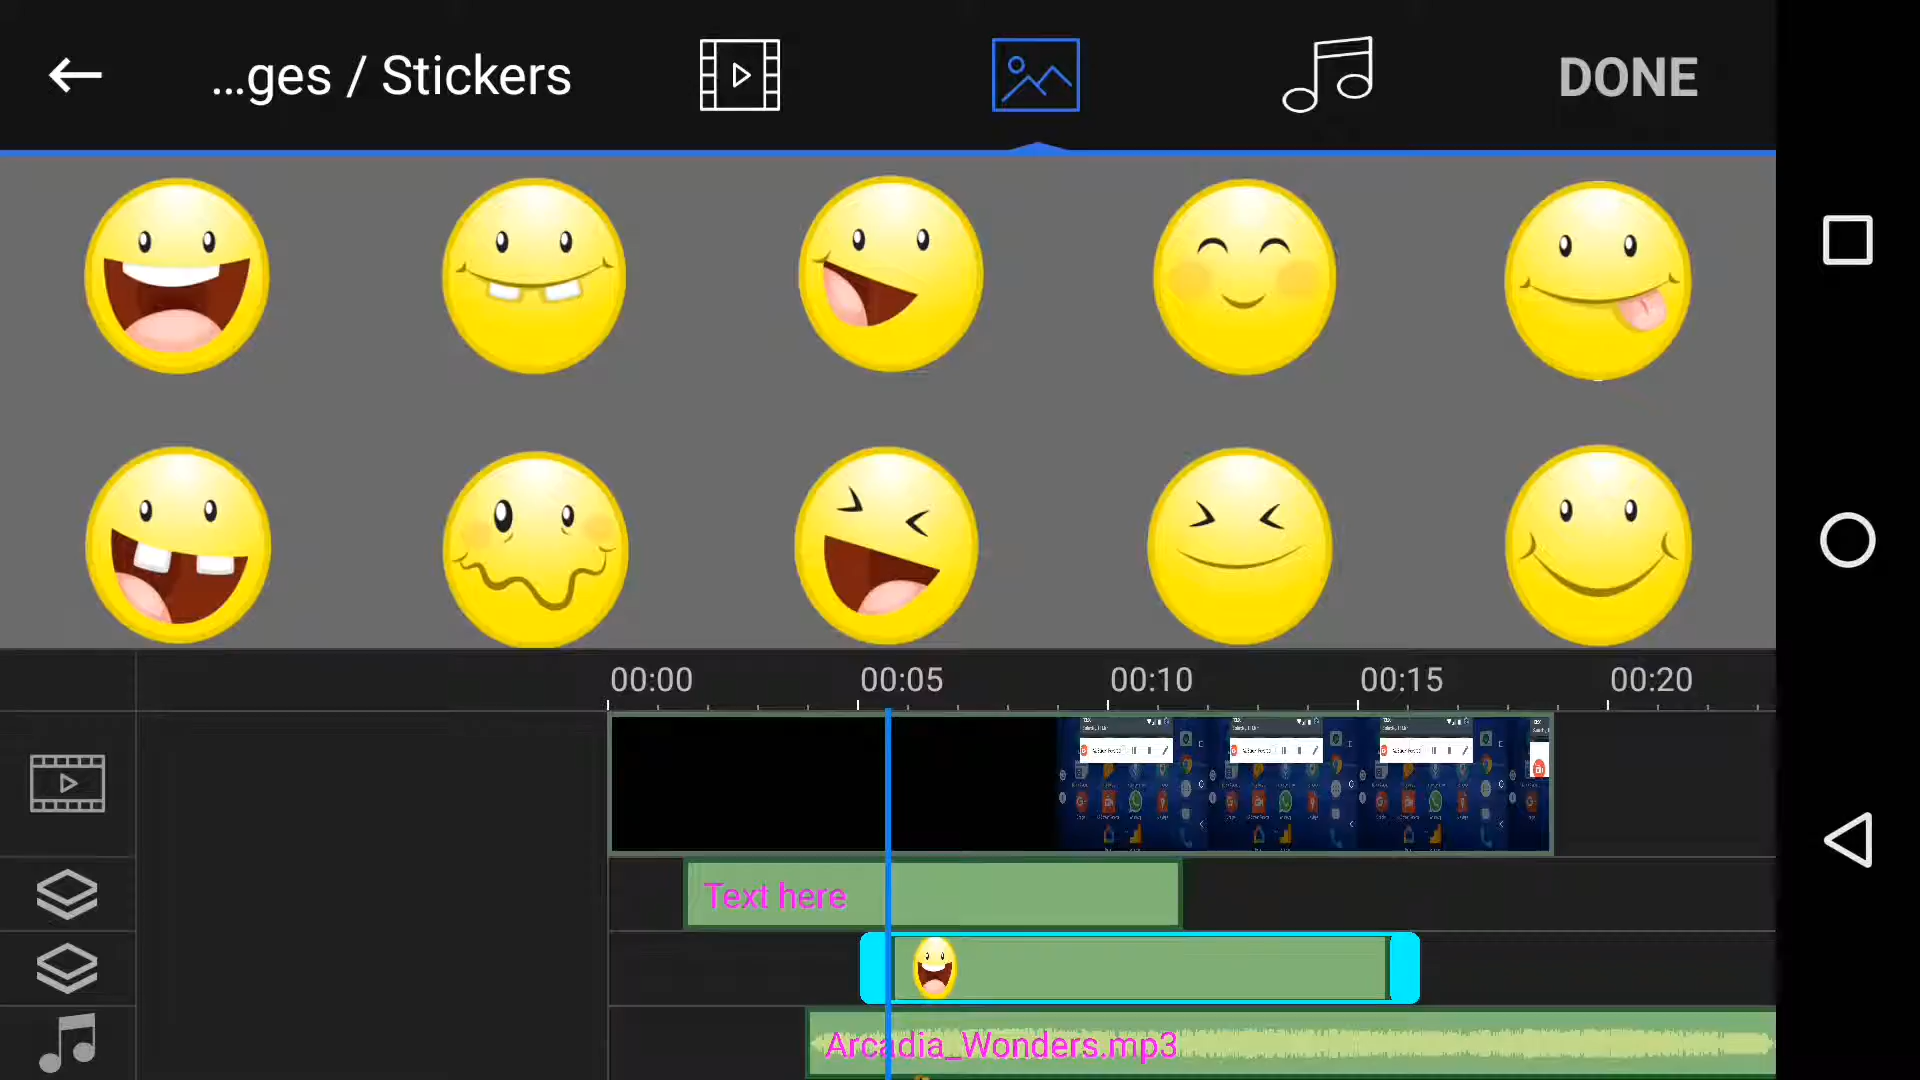 ...ges / Stickers
DONE
00:00
00:05
00:10
00:15
00:20
Text here
Arcadia_Wonders.mp3